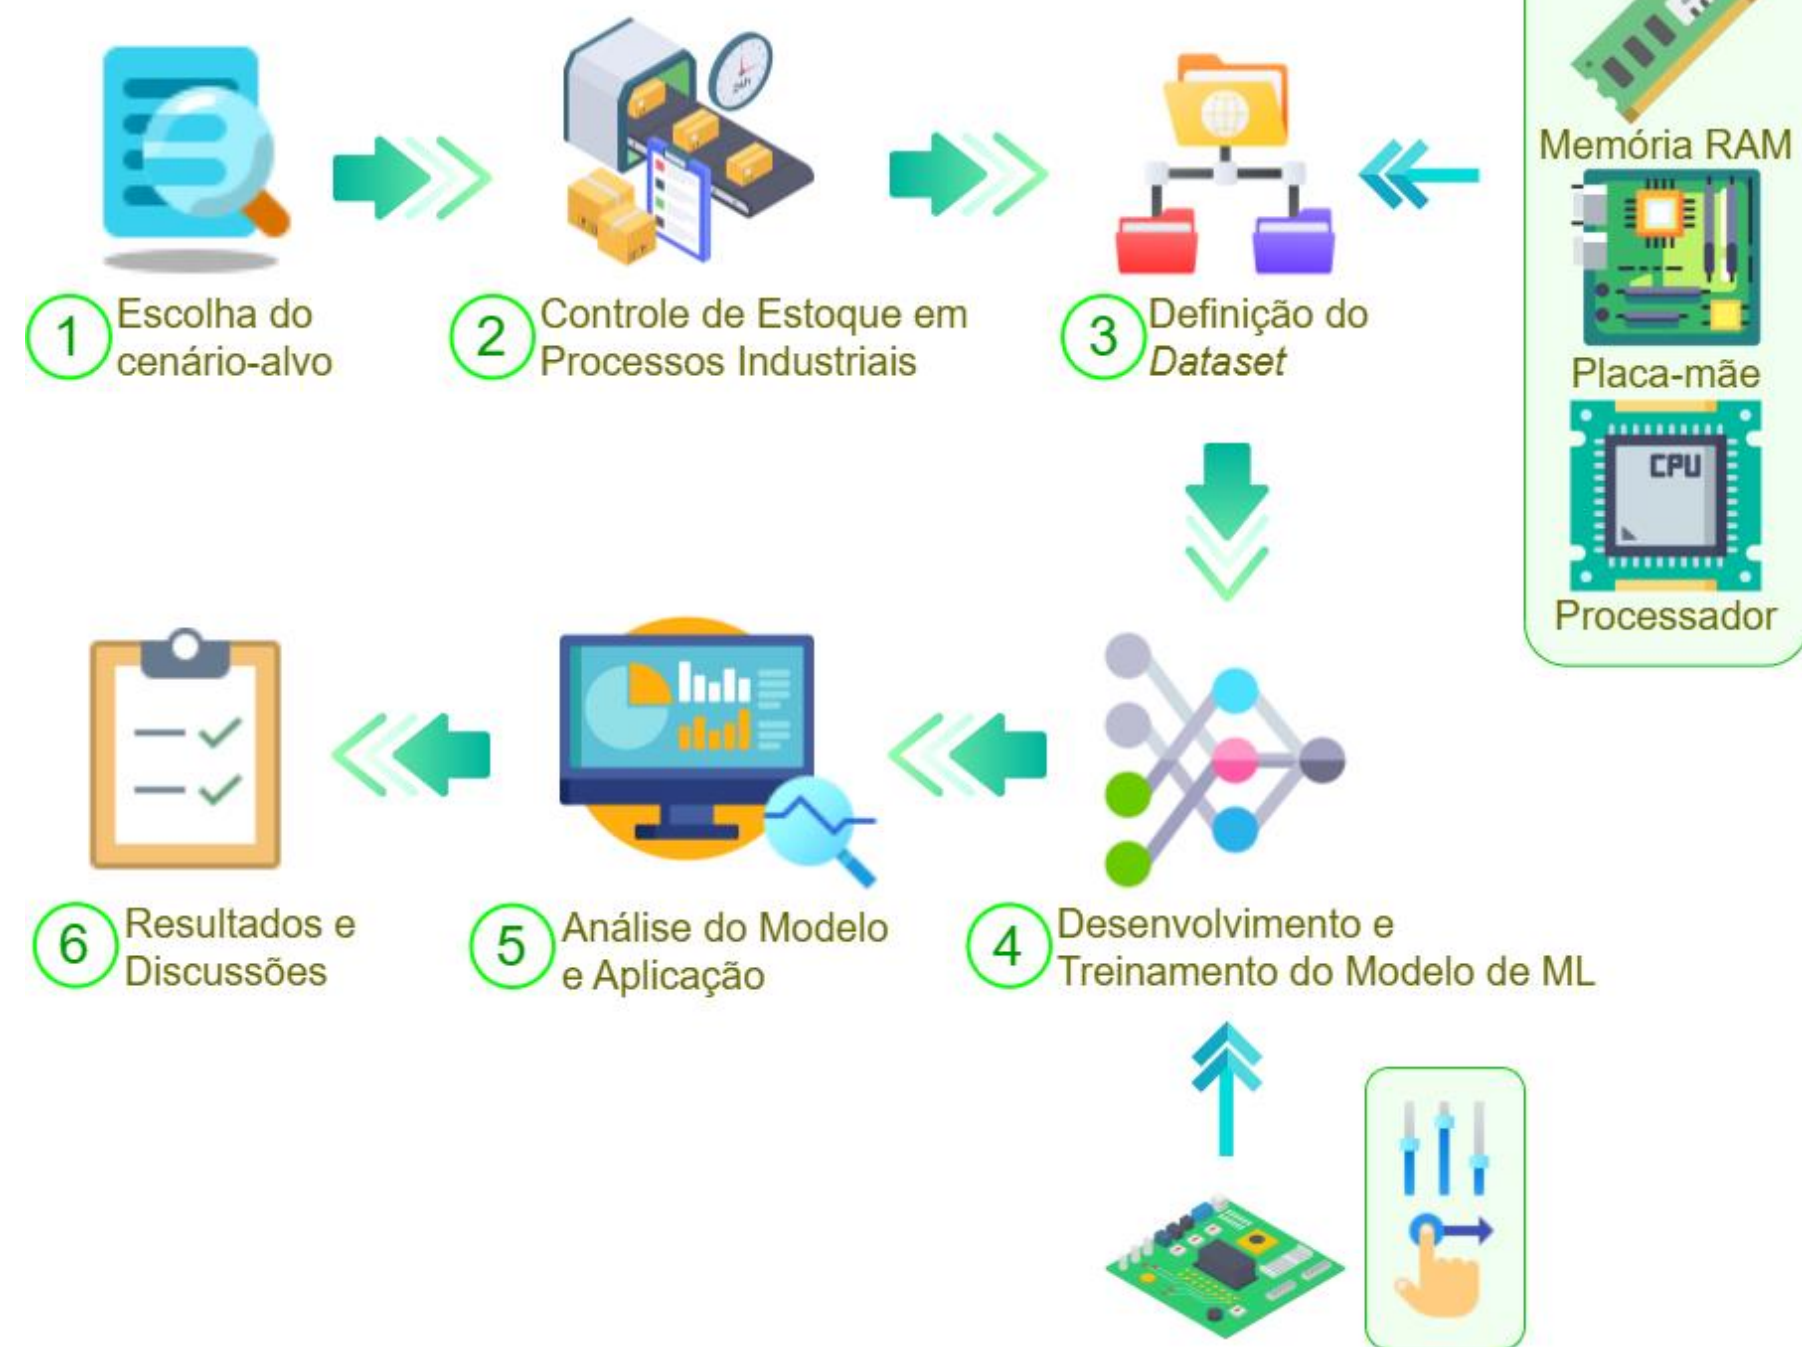 Memória RAM
Placa-mãe
CPU
Processador
1
Escolha do
cenário-alvo
24h
2
Controle de Estoque em
Processos Industriais
3
Definição do
Dataset
4
Desenvolvimento e
Treinamento do Modelo de ML
5
Análise do Modelo
e Aplicação
6
Resultados e
Discussões